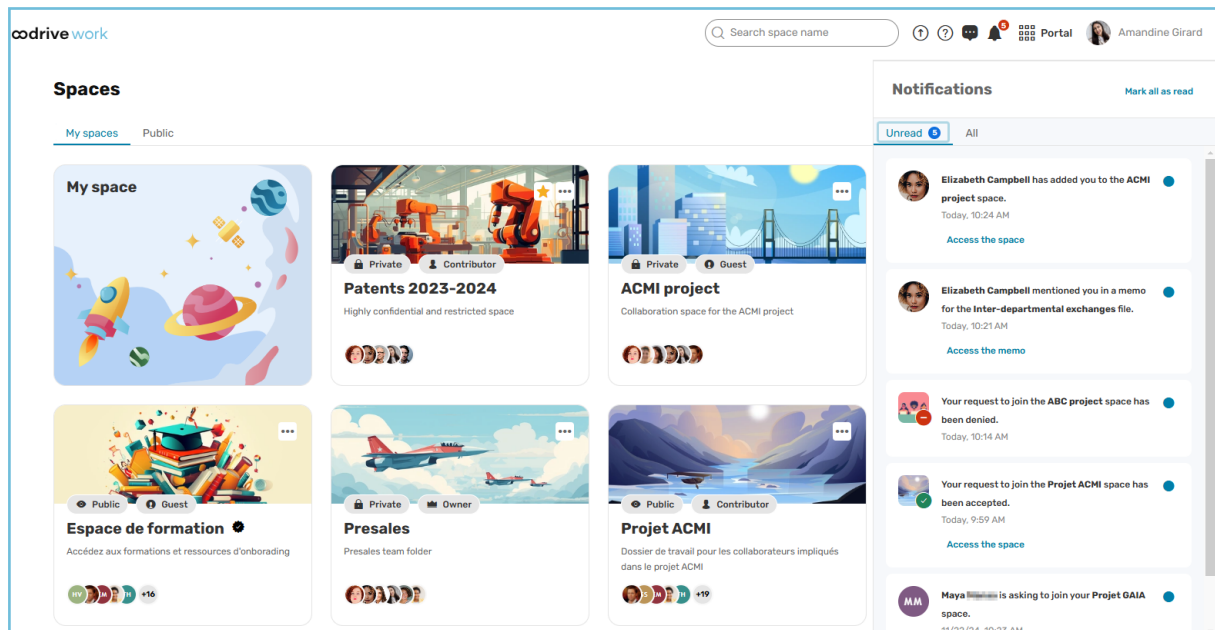 oodrive work
Search space name
5
Portal
Amandine Girard
Spaces
My spaces
Public
My space
Private
Contributor
Patents 2023-2024
Highly confidential and restricted space
Private
Guest
ACMI project
Collaboration space for the ACMI project
Public
Guest
Espace de formation
Accédez aux formations et ressources d'onborading
HV
M
H
+16
Private
Owner
Presales
Presales team folder
Public
Contributor
Projet ACMI
Dossier de travail pour les collaborateurs impliqués
dans le projet ACMI
S
M
H
+19
Notifications
Mark all as read
Unread 5
All
Elizabeth Campbell has added you to the ACMI
project space.
Today, 10:24 AM
Access the space
Elizabeth Campbell mentioned you in a memo
for the Inter-departmental exchanges file.
Today, 10:21 AM
Access the memo
Your request to join the ABC project space has
been denied.
Today, 10:14 AM
Your request to join the Projet ACMI space has
been accepted.
Today, 9:59 AM
Access the space
MM
Maya is asking to join your Projet GAIA
space.